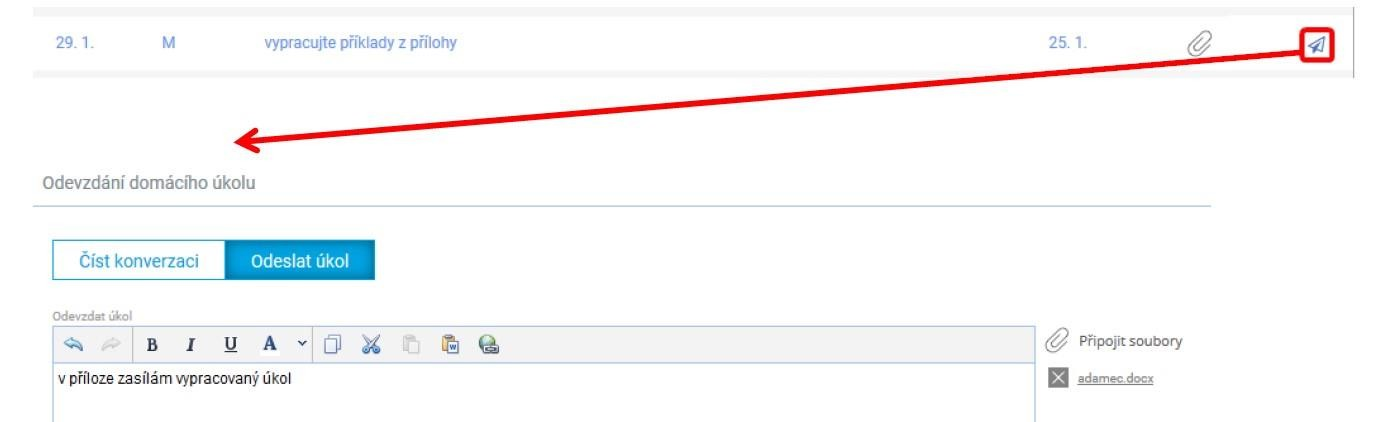 29. 1. M vypracujte příklady z přílohy 25. 1.
Odevzdání domácího úkolu
Číst konverzaci Odeslat úkol
Odevzdat úkol
B I U A
Připojit soubory
v příloze zasílám vypracovaný úkol
adamec.docx